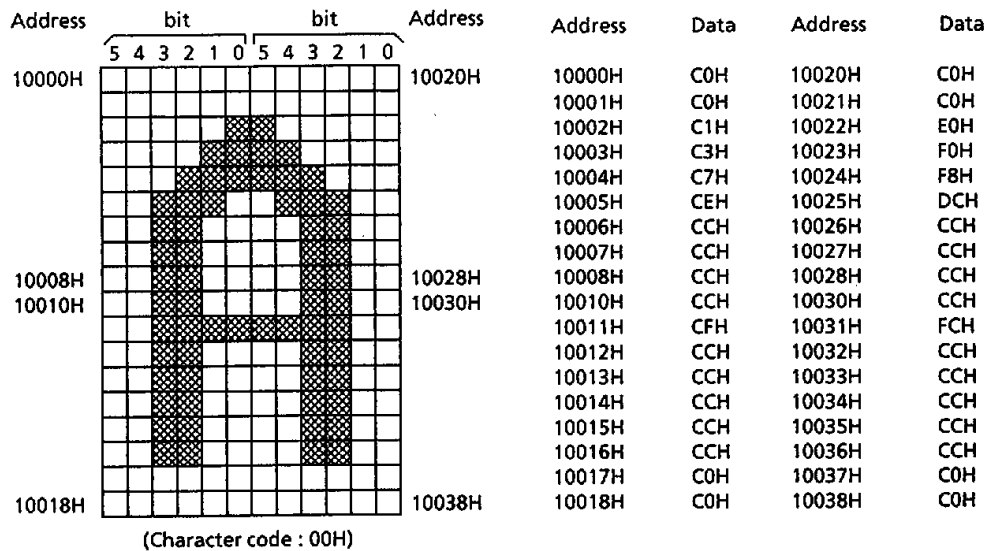 Address bit bit Address
5 4 3 2 1 0 5 4 3 2 1 0
10000H 10020H
10008H 10028H
10010H 10030H
10018H 10038H
(Character code : 00H)
Address Data Address Data
10000H C0H 10020H C0H
10001H C0H 10021H C0H
10002H C1H 10022H E0H
10003H C3H 10023H F0H
10004H C7H 10024H F8H
10005H CEH 10025H DCH
10006H CCH 10026H CCH
10007H CCH 10027H CCH
10008H CCH 10028H CCH
10010H CCH 10030H CCH
10011H CFH 10031H FCH
10012H CCH 10032H CCH
10013H CCH 10033H CCH
10014H CCH 10034H CCH
10015H CCH 10035H CCH
10016H CCH 10036H CCH
10017H C0H 10037H C0H
10018H C0H 10038H C0H